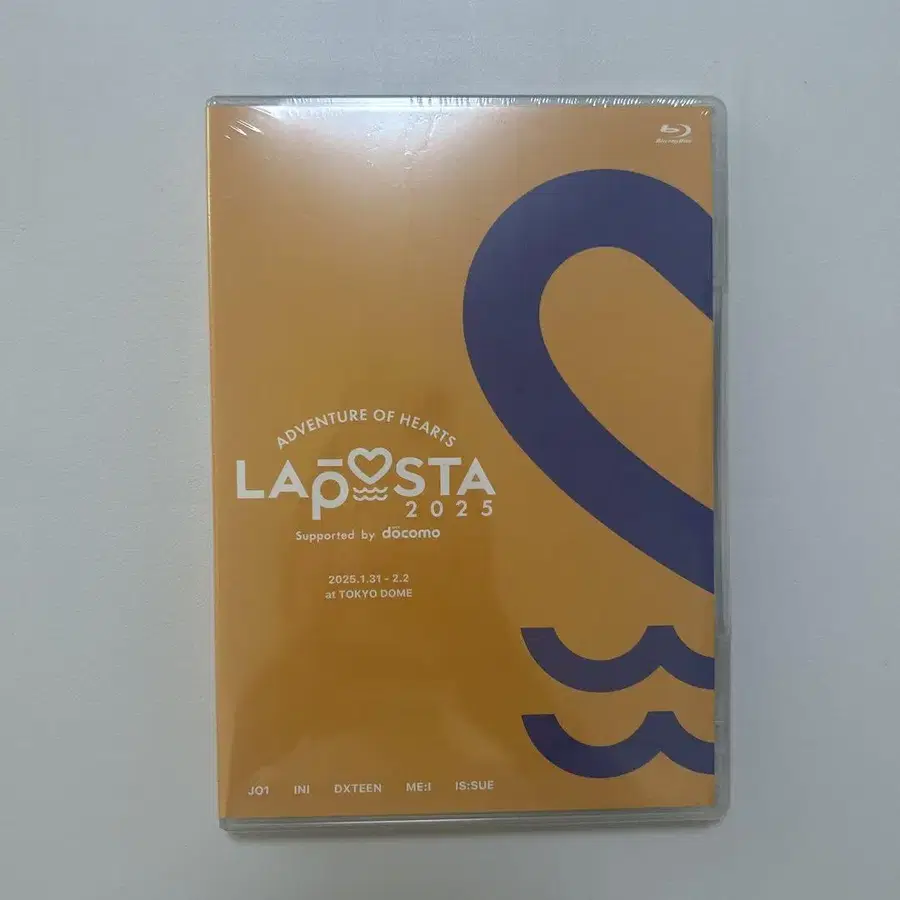 Blu-ray Disc
ADVENTURE OF HEARTS
LAPOSTA
2025
Supported by döcomo
2025.1.31 - 2.2
at TOKYO DOME
JO1 INI DXTEEN ME:I IS:SUE